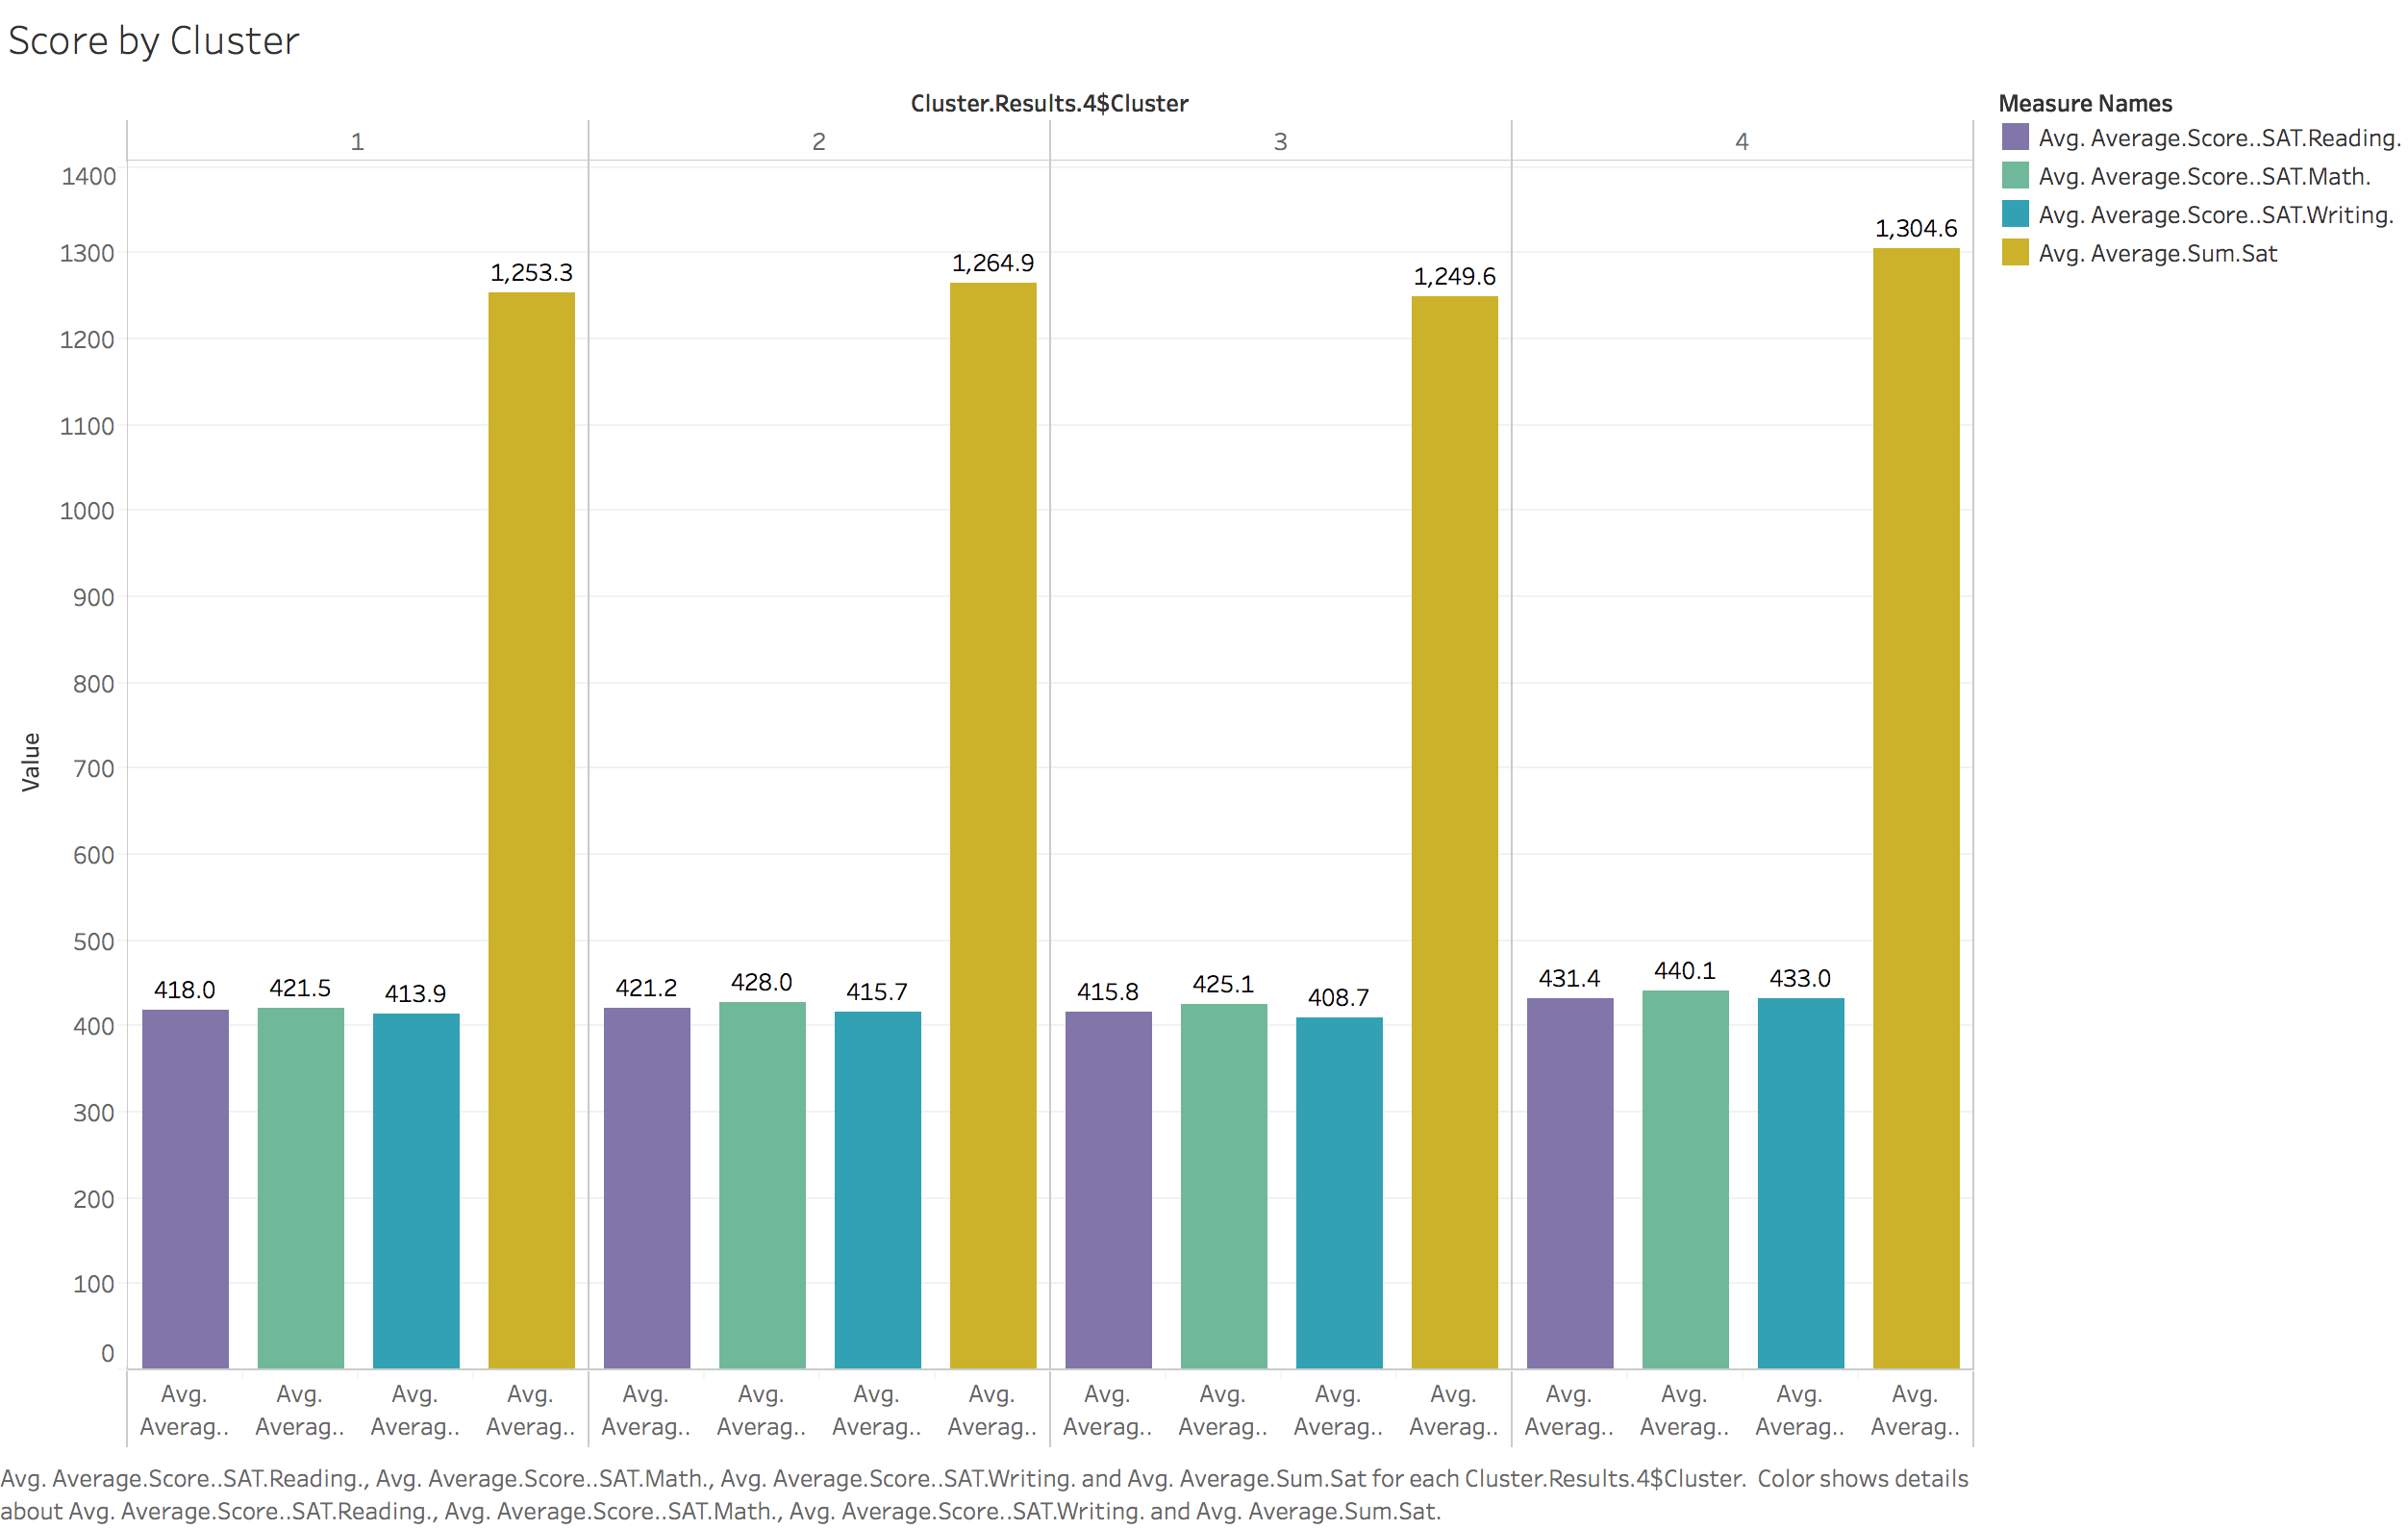 Score by Cluster
Cluster.Results.4$Cluster
1 2 3 4
Measure Names
Avg. Average.Score..SAT.Reading.
Avg. Average.Score..SAT.Math.
Avg. Average.Score..SAT.Writing.
Avg. Average.Sum.Sat
Value
1400
1300
1200
1100
1000
900
800
700
600
500
400
300
200
100
0
418.0 421.5 413.9 1,253.3
421.2 428.0 415.7 1,264.9
415.8 425.1 408.7 1,249.6
431.4 440.1 433.0 1,304.6
Avg. Avg. Avg. Avg. Avg. Avg. Avg. Avg. Avg. Avg. Avg. Avg. Avg. Avg. Avg. Avg.
Averag.. Averag.. Averag.. Averag.. Averag.. Averag.. Averag.. Averag.. Averag.. Averag.. Averag.. Averag.. Averag.. Averag.. Averag.. Averag..
Avg. Average.Score..SAT.Reading., Avg. Average.Score..SAT.Math., Avg. Average.Score..SAT.Writing. and Avg. Average.Sum.Sat for each Cluster.Results.4$Cluster.  Color shows details
about Avg. Average.Score..SAT.Reading., Avg. Average.Score..SAT.Math., Avg. Average.Score..SAT.Writing. and Avg. Average.Sum.Sat.